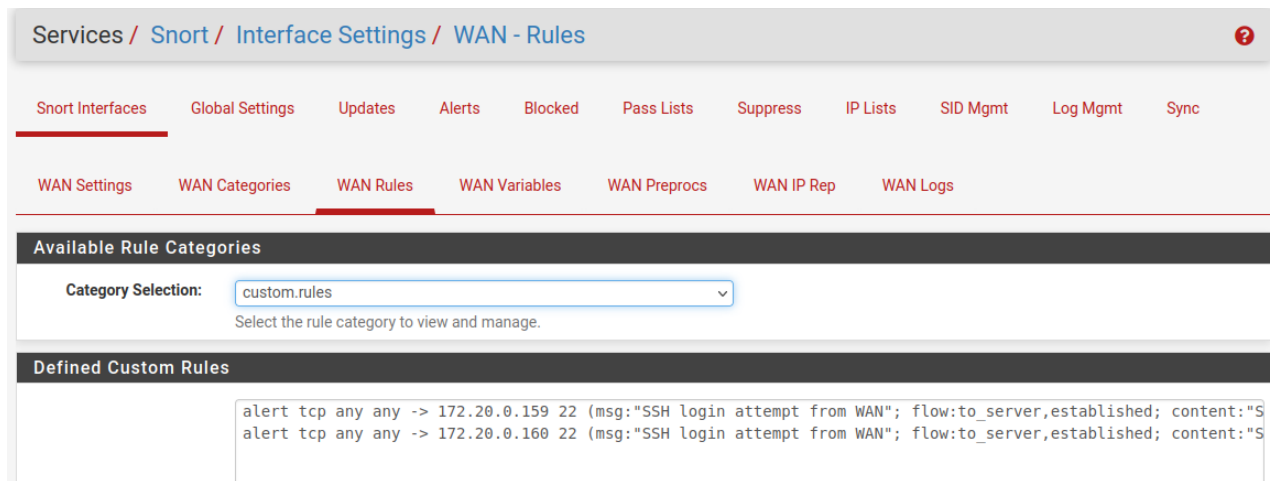 Services / Snort / Interface Settings / WAN - Rules
Snort Interfaces Global Settings Updates Alerts Blocked Pass Lists Suppress IP Lists SID Mgmt Log Mgmt Sync
WAN Settings WAN Categories WAN Rules WAN Variables WAN Preprocs WAN IP Rep WAN Logs
Available Rule Categories
Category Selection: custom.rules
Select the rule category to view and manage.
Defined Custom Rules
alert tcp any any -> 172.20.0.159 22 (msg:"SSH login attempt from WAN"; flow:to_server,established; content:"S
alert tcp any any -> 172.20.0.160 22 (msg:"SSH login attempt from WAN"; flow:to_server,established; content:"S